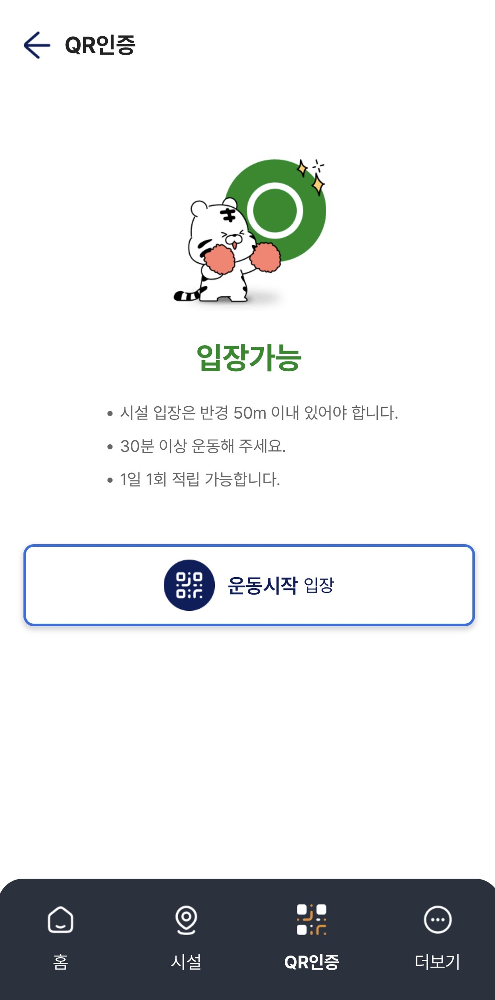 QR인증
입장가능
• 시설 입장은 반경 50m 이내 있어야 합니다.
• 30분 이상 운동해 주세요.
• 1일 1회 적립 가능합니다.
운동시작 입장
홈 시설 QR인증 더보기